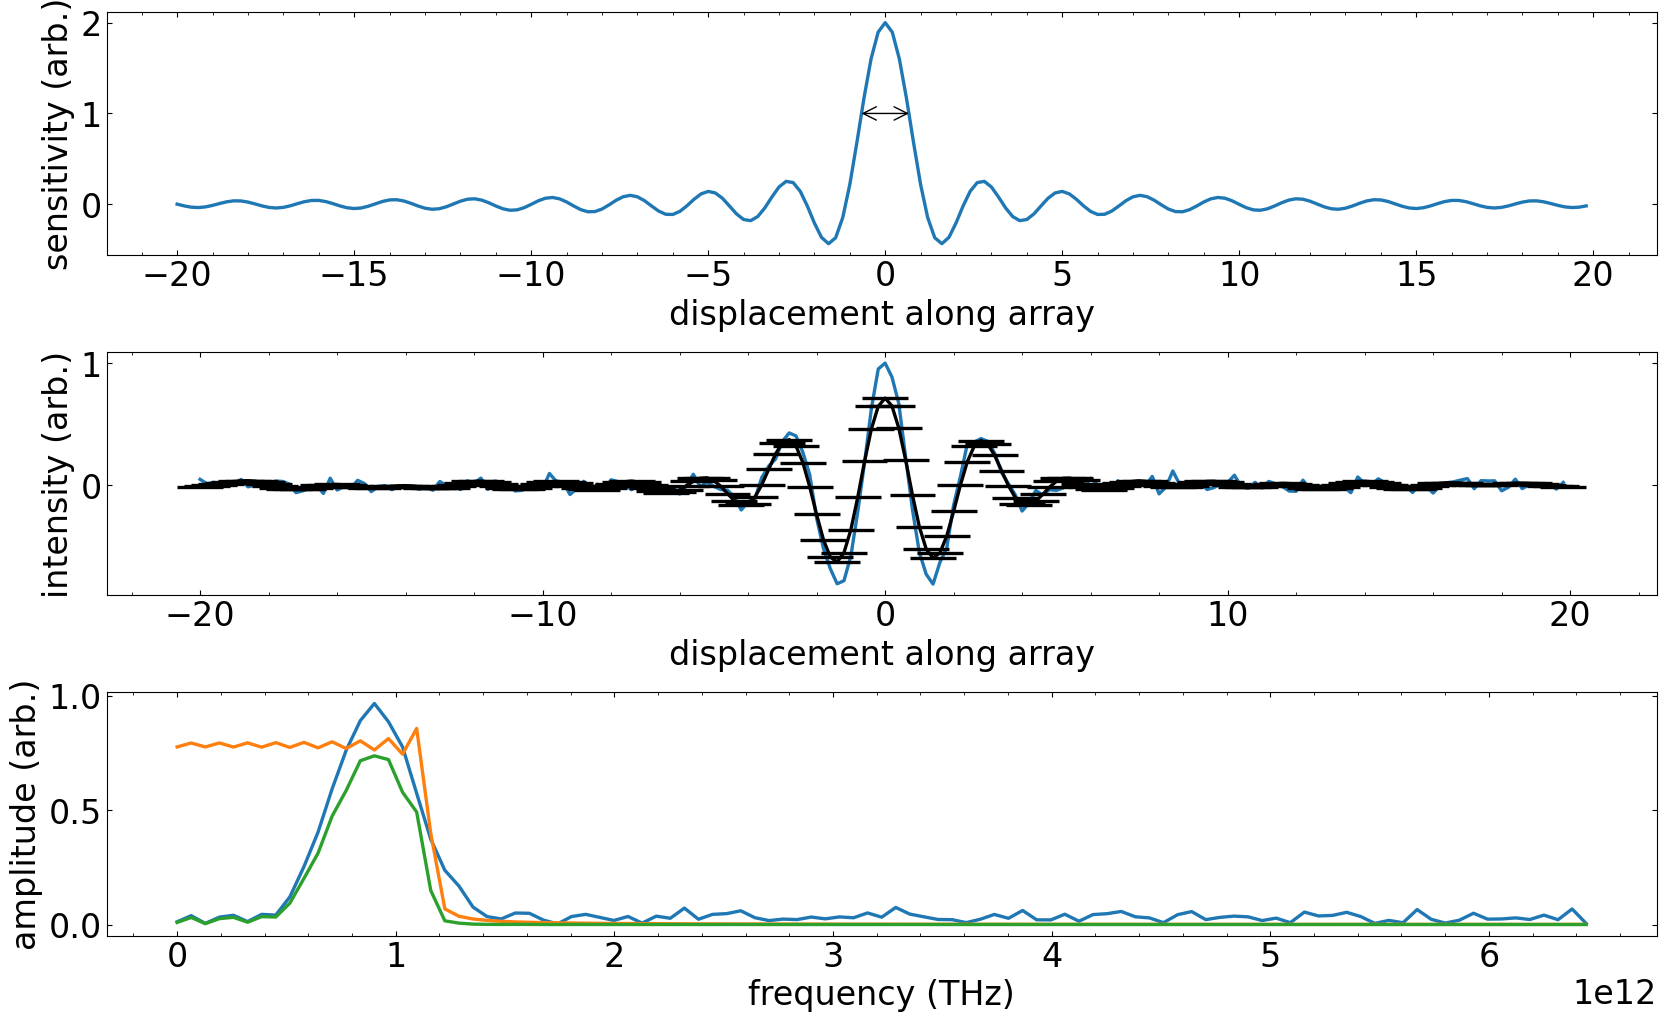 sensitivity (arb.)
2
1
0
−20 −15 −10 −5 0 5 10 15 20
displacement along array
intensity (arb.)
1
0
−20 −10 0 10 20
displacement along array
amplitude (arb.)
1.0
0.5
0.0
0 1 2 3 4 5 6
frequency (THz)
1e12